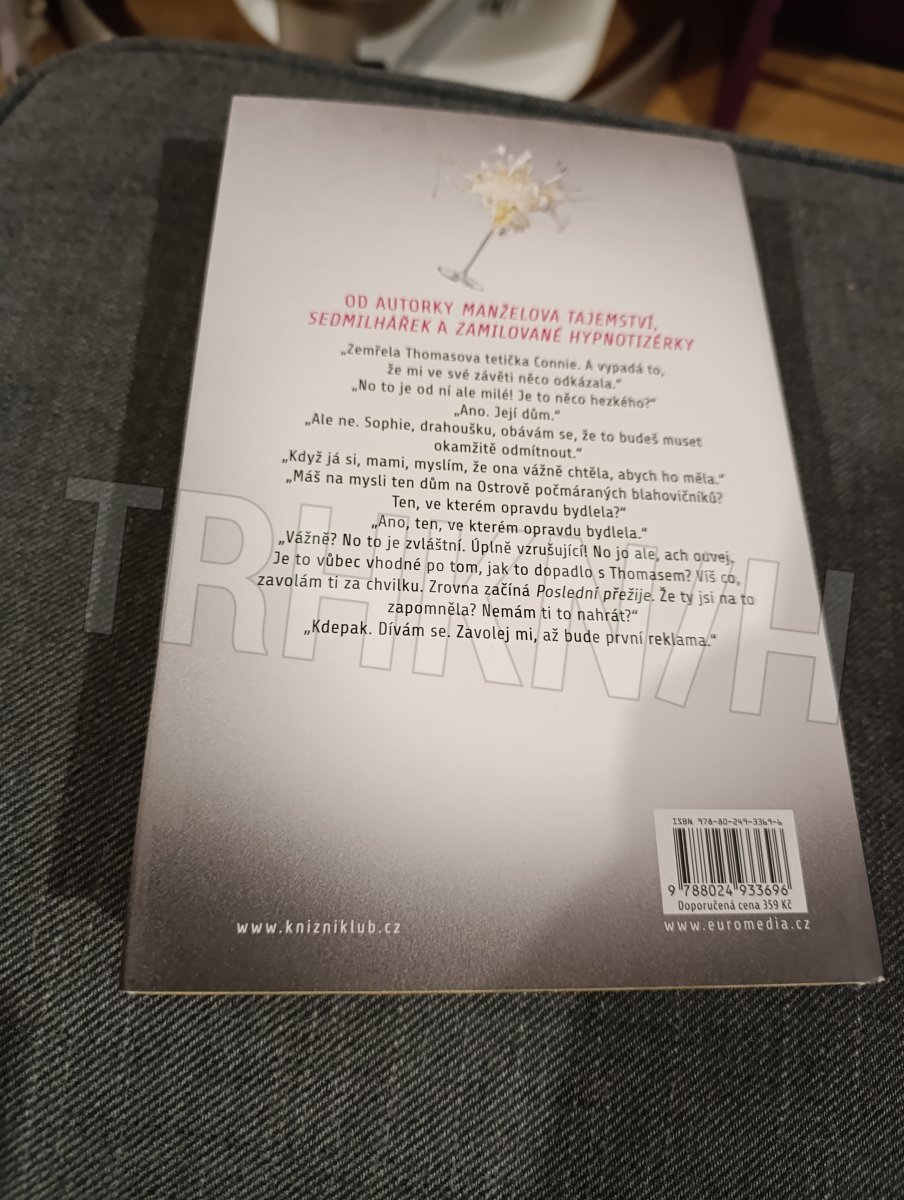 OD AUTORKY MANŽELOVA TAJEMSTVÍ,
SEDMILHÁŘEK A ZAMILOVANÉ HYPNOTIZÉRKY
„Zemřela Thomasova tetička Connie. A vypadá to,
že mi ve své závěti něco odkázala.“
„No to je od ní ale milé! Je to něco hezkého?“
„Ano. Její dům.“
„Ale ne. Sophie, drahoušku, obávám se, že to budeš muset
okamžitě odmítnout.“
„Když já si, mami, myslím, že ona vážně chtěla, abych ho měla.“
„Máš na mysli ten dům na Ostrově počmáraných blahovičníků?
Ten, ve kterém opravdu bydlela?“
„Ano, ten, ve kterém opravdu bydlela.“
„Vážně? No to je zvláštní. Úplně vzrušující! No jo ale, ach ouvej.
Je to vůbec vhodné po tom, jak to dopadlo s Thomasem? Víš co,
zavolám ti za chvilku. Zrovna začíná Poslední přežije. Že ty jsi na to
zapomněla? Nemám ti to nahrát?“
„Kdepak. Dívám se. Zavolej mi, až bude první reklama.“
TRHKNIH
ISBN 978-80-249-3369-6
9 788024 933696
Doporučená cena 359 Kč
www.knizniklub.cz
www.euromedia.cz